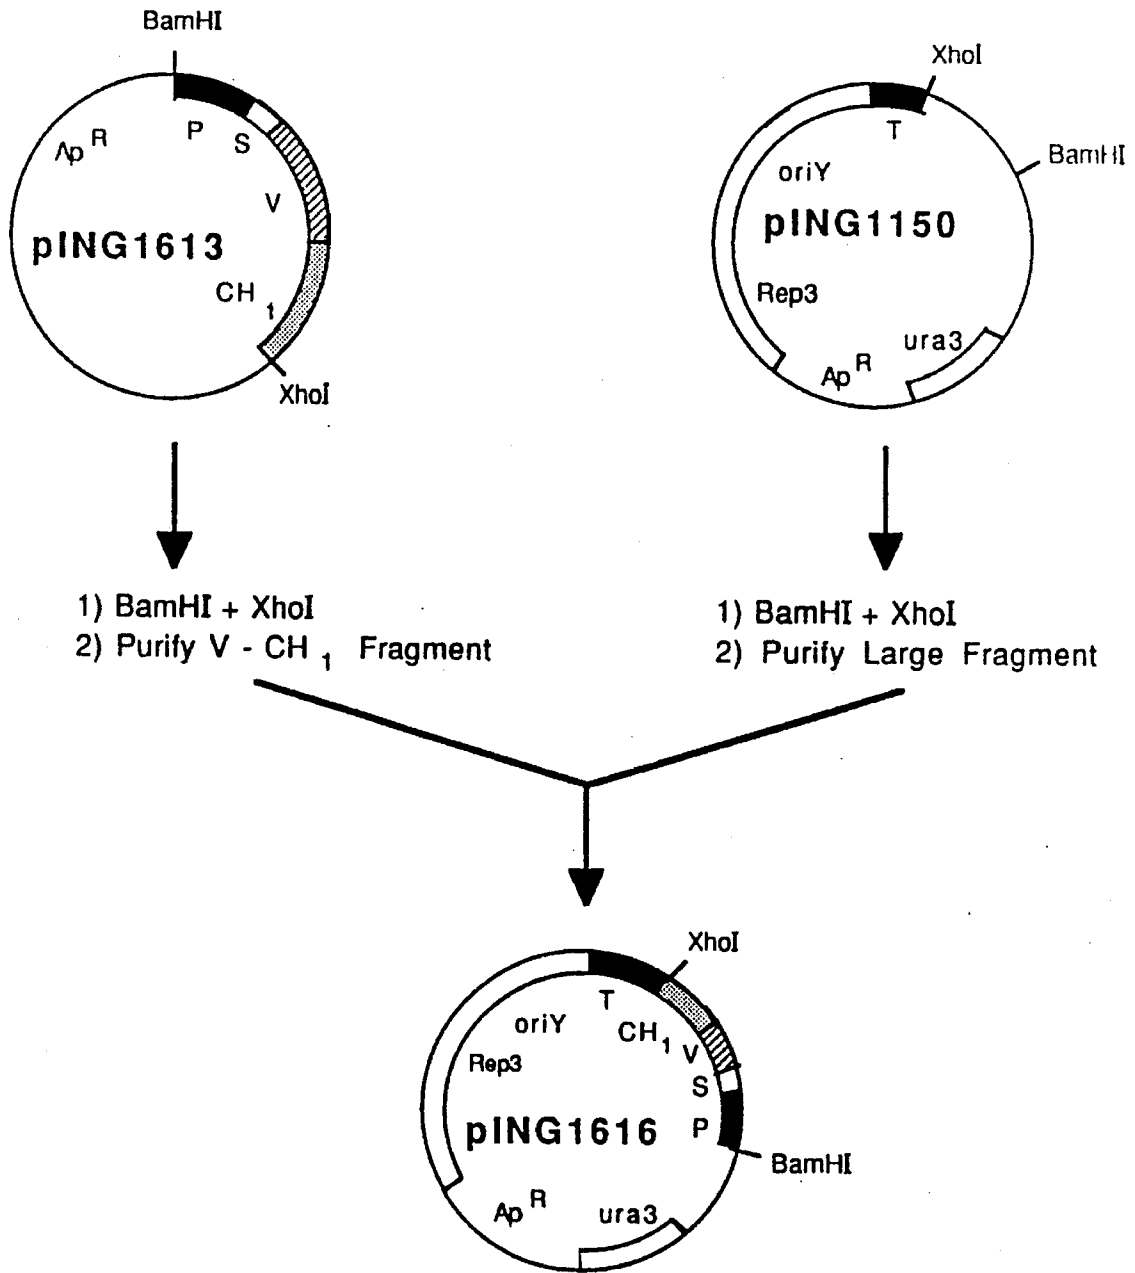 BamHI
P
S
Ap R
V
pING1613
CH 1
XhoI
XhoI
T
BamHI
oriY
pING1150
Rep3
ura3
Ap R
1) BamHI + XhoI
2) Purify V - CH 1 Fragment
1) BamHI + XhoI
2) Purify Large Fragment
XhoI
T
oriY
CH 1
V
Rep3
S
P
pING1616
BamHI
Ap R
ura3